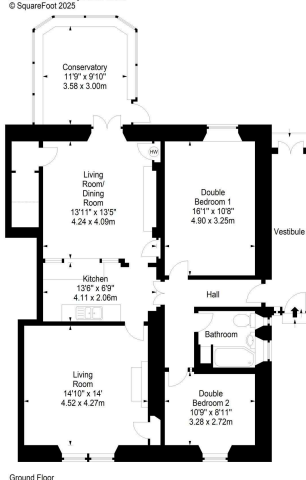 © SquareFoot 2025
Conservatory
11'9" x 9'10"
3.58 x 3.00m
Living
Room/
Dining
Room
13'11" x 13'5"
4.24 x 4.09m
HW
Double
Bedroom 1
16'1" x 10'8"
4.90 x 3.25m
Vestibule
Kitchen
13'6" x 6'9"
4.11 x 2.06m
Hall
Bathroom
Living
Room
14'10" x 14'
4.52 x 4.27m
Double
Bedroom 2
10'9" x 8'11"
3.28 x 2.72m
Ground Floor